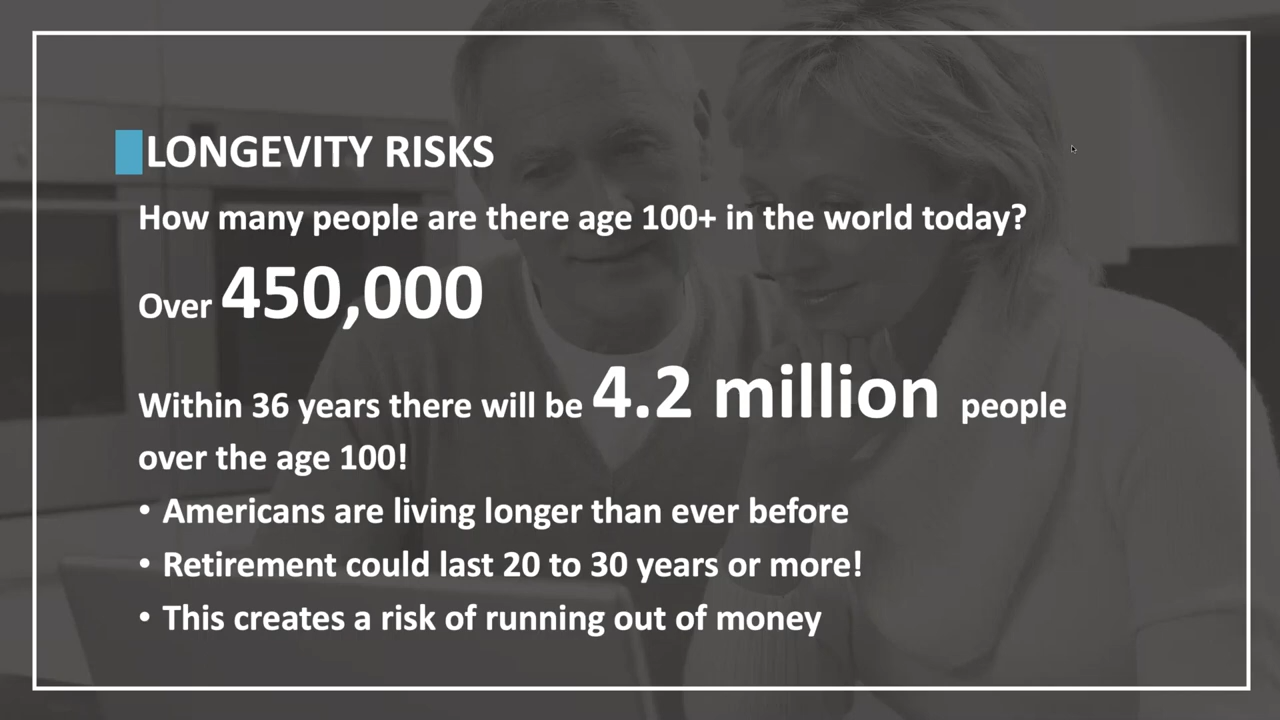 LONGEVITY RISKS
How many people are there age 100+ in the world today?
Over 450,000
Within 36 years there will be 4.2 million people
over the age 100!
• Americans are living longer than ever before
• Retirement could last 20 to 30 years or more!
• This creates a risk of running out of money